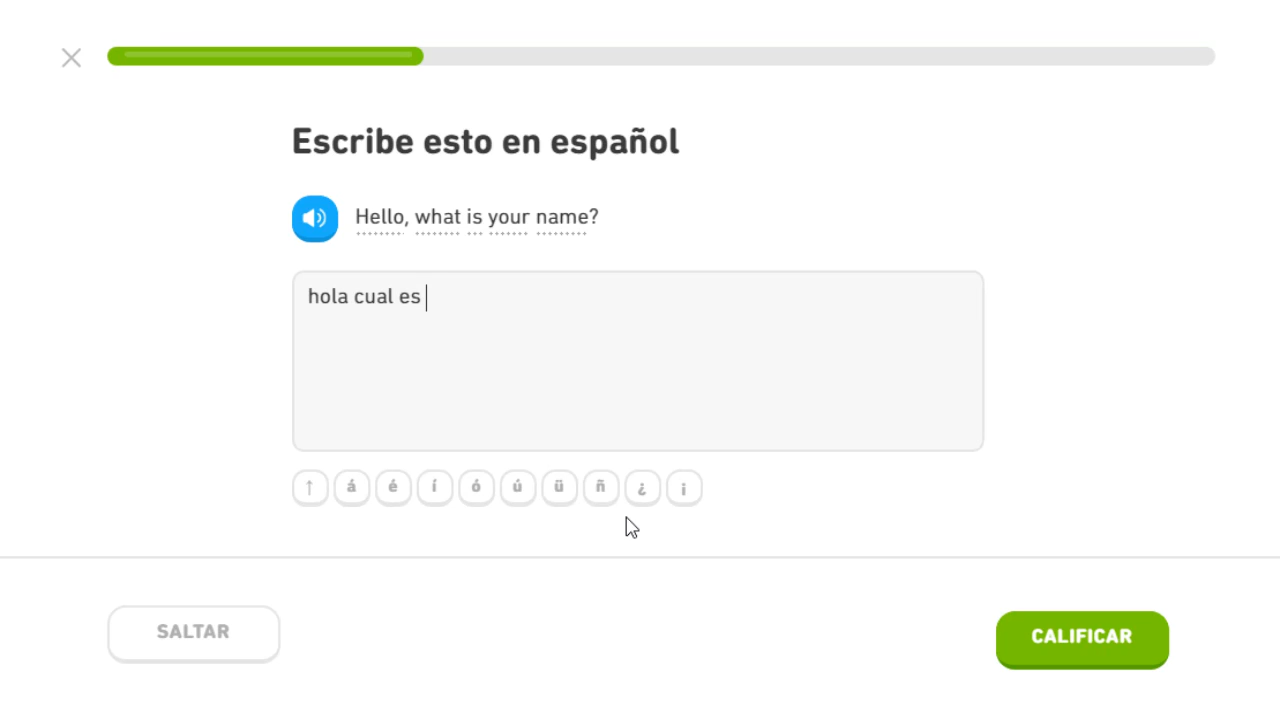 Escribe esto en español
Hello, what is your name?
hola cual es
↑ á é í ó ú ü ñ ¿ ¡
SALTAR
CALIFICAR